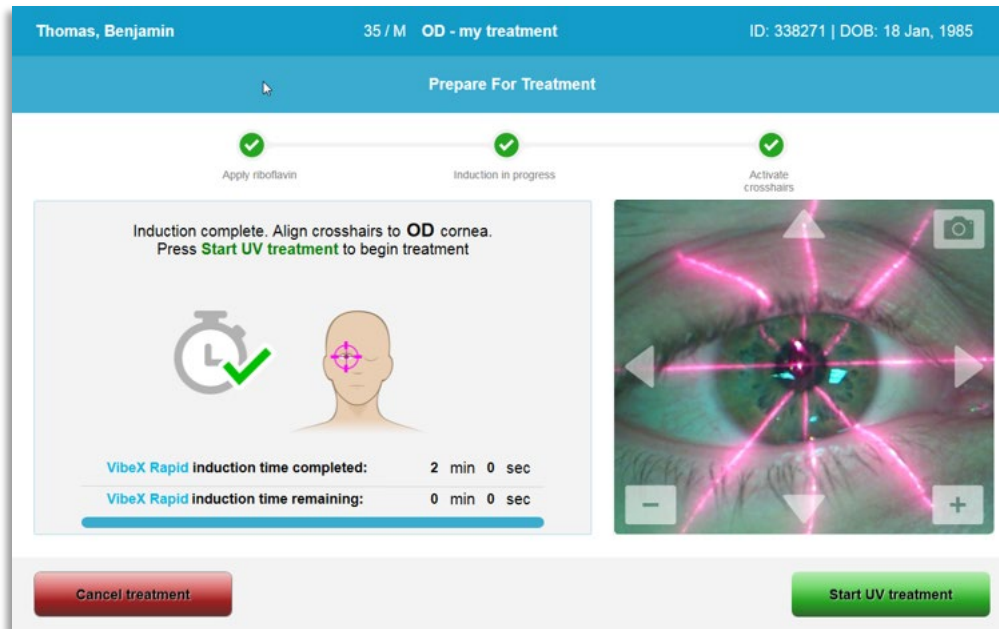 Thomas, Benjamin 35 / M OD - my treatment ID: 338271 | DOB: 18 Jan, 1985
Prepare For Treatment
Apply riboflavin
Induction in progress
Activate
crosshairs
Induction complete. Align crosshairs to OD cornea.
Press Start UV treatment to begin treatment
VibeX Rapid induction time completed: 2 min 0 sec
VibeX Rapid induction time remaining: 0 min 0 sec
Cancel treatment
Start UV treatment